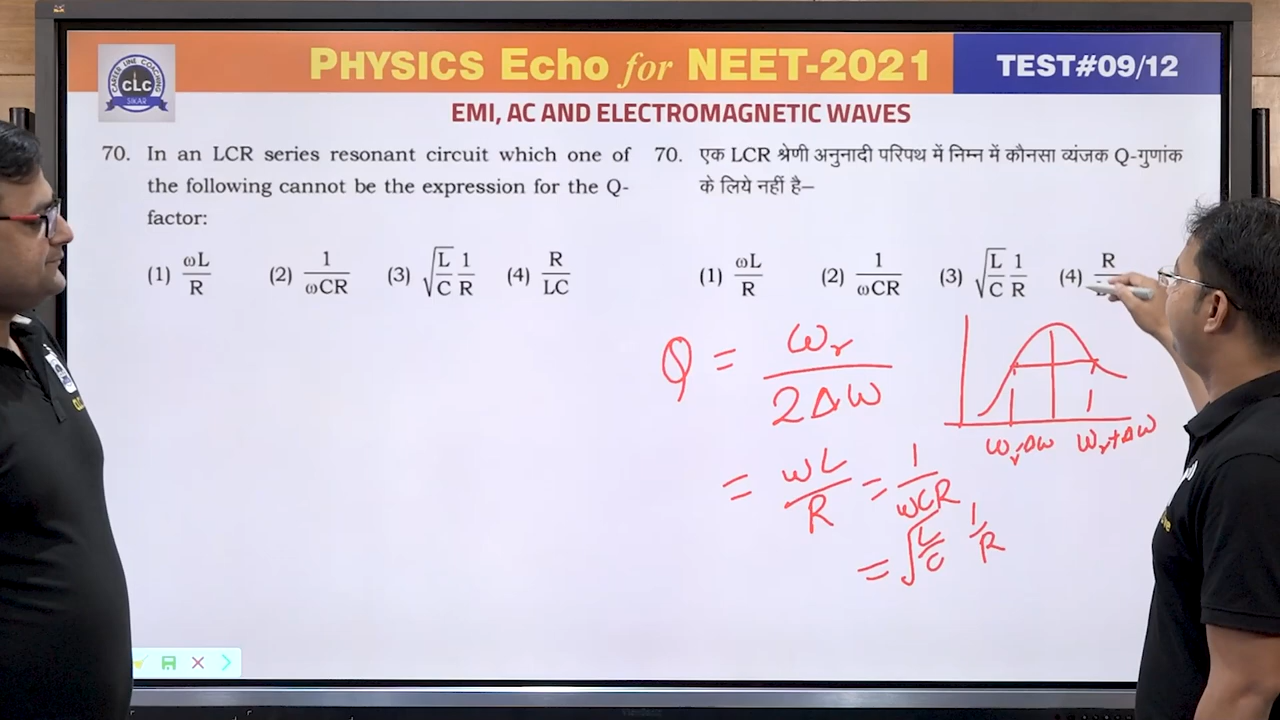 PHYSICS Echo for NEET-2021
TEST#09/12
CAREER LINE COACHING
CLC
SIKAR
EMI, AC AND ELECTROMAGNETIC WAVES
70. In an LCR series resonant circuit which one of
the following cannot be the expression for the Q-
factor:
(1) ωL/R (2) 1/ωCR (3) √(L/C) 1/R (4) R/LC
70. एक LCR श्रेणी अनुनादी परिपथ में निम्न में कौनसा व्यंजक Q-गुणांक
के लिये नहीं है–
(1) ωL/R (2) 1/ωCR (3) √(L/C) 1/R (4) R
Q = ωr/2Δω
ωr-Δω ωr+Δω
= ωL/R = 1/ωCR
= √(L/C) 1/R